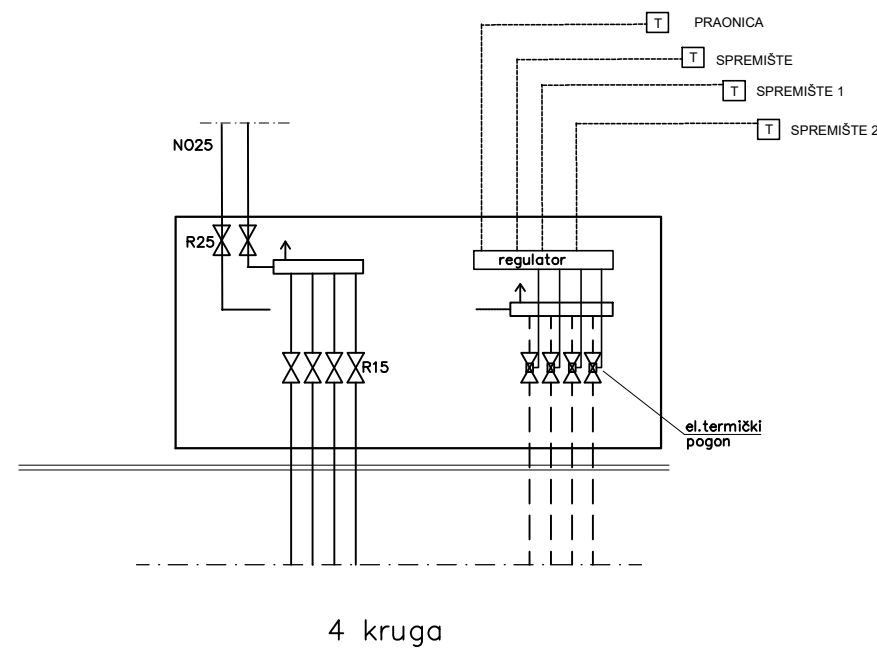 T PRAONICA
T SPREMIŠTE
T SPREMIŠTE 1
T SPREMIŠTE 2
NO25
R25
regulator
R15
el.termički
pogon
4 kruga